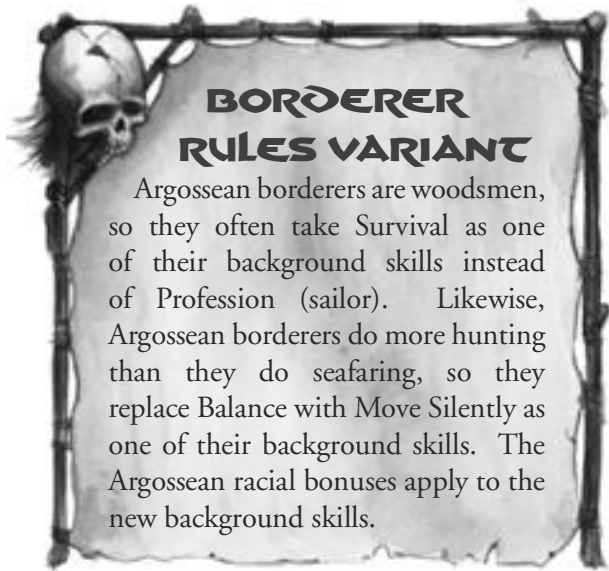 BORDERER
RULES VARIANT
Argossean borderers are woodsmen,
so they often take Survival as one
of their background skills instead
of Profession (sailor). Likewise,
Argossean borderers do more hunting
than they do seafaring, so they
replace Balance with Move Silently as
one of their background skills. The
Argossean racial bonuses apply to the
new background skills.